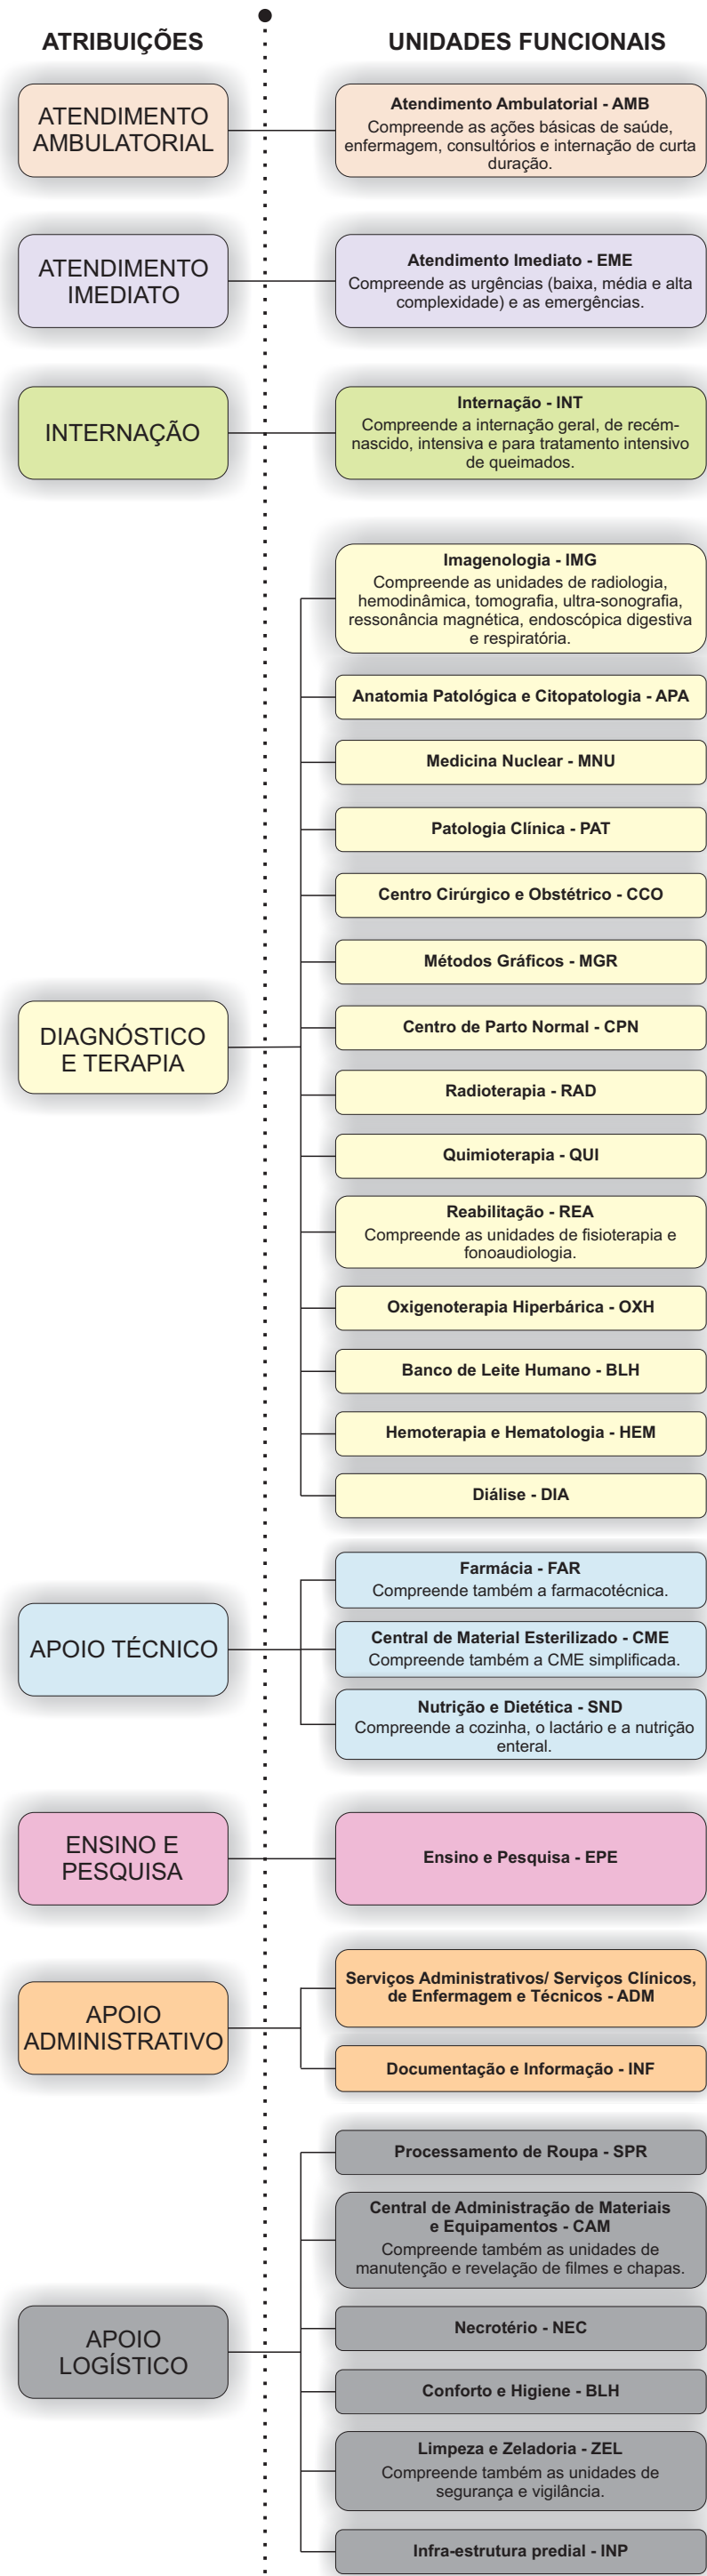 ATRIBUIÇÕES
UNIDADES FUNCIONAIS
ATENDIMENTO
AMBULATORIAL
Atendimento Ambulatorial - AMB
Compreende as ações básicas de saúde,
enfermagem, consultórios e internação de curta
duração.
ATENDIMENTO
IMEDIATO
Atendimento Imediato - EME
Compreende as urgências (baixa, média e alta
complexidade) e as emergências.
INTERNAÇÃO
Internação - INT
Compreende a internação geral, de recém-
nascido, intensiva e para tratamento intensivo
de queimados.
DIAGNÓSTICO
E TERAPIA
Imagenologia - IMG
Compreende as unidades de radiologia,
hemodinâmica, tomografia, ultra-sonografia,
ressonância magnética, endoscópica digestiva
e respiratória.
Anatomia Patológica e Citopatologia - APA
Medicina Nuclear - MNU
Patologia Clínica - PAT
Centro Cirúrgico e Obstétrico - CCO
Métodos Gráficos - MGR
Centro de Parto Normal - CPN
Radioterapia - RAD
Quimioterapia - QUI
Reabilitação - REA
Compreende as unidades de fisioterapia e
fonoaudiologia.
Oxigenoterapia Hiperbárica - OXH
Banco de Leite Humano - BLH
Hemoterapia e Hematologia - HEM
Diálise - DIA
APOIO TÉCNICO
Farmácia - FAR
Compreende também a farmacotécnica.
Central de Material Esterilizado - CME
Compreende também a CME simplificada.
Nutrição e Dietética - SND
Compreende a cozinha, o lactário e a nutrição
enteral.
ENSINO E
PESQUISA
Ensino e Pesquisa - EPE
APOIO
ADMINISTRATIVO
Serviços Administrativos/ Serviços Clínicos,
de Enfermagem e Técnicos - ADM
Documentação e Informação - INF
APOIO
LOGÍSTICO
Processamento de Roupa - SPR
Central de Administração de Materiais
e Equipamentos - CAM
Compreende também as unidades de
manutenção e revelação de filmes e chapas.
Necrotério - NEC
Conforto e Higiene - BLH
Limpeza e Zeladoria - ZEL
Compreende também as unidades de
segurança e vigilância.
Infra-estrutura predial - INP